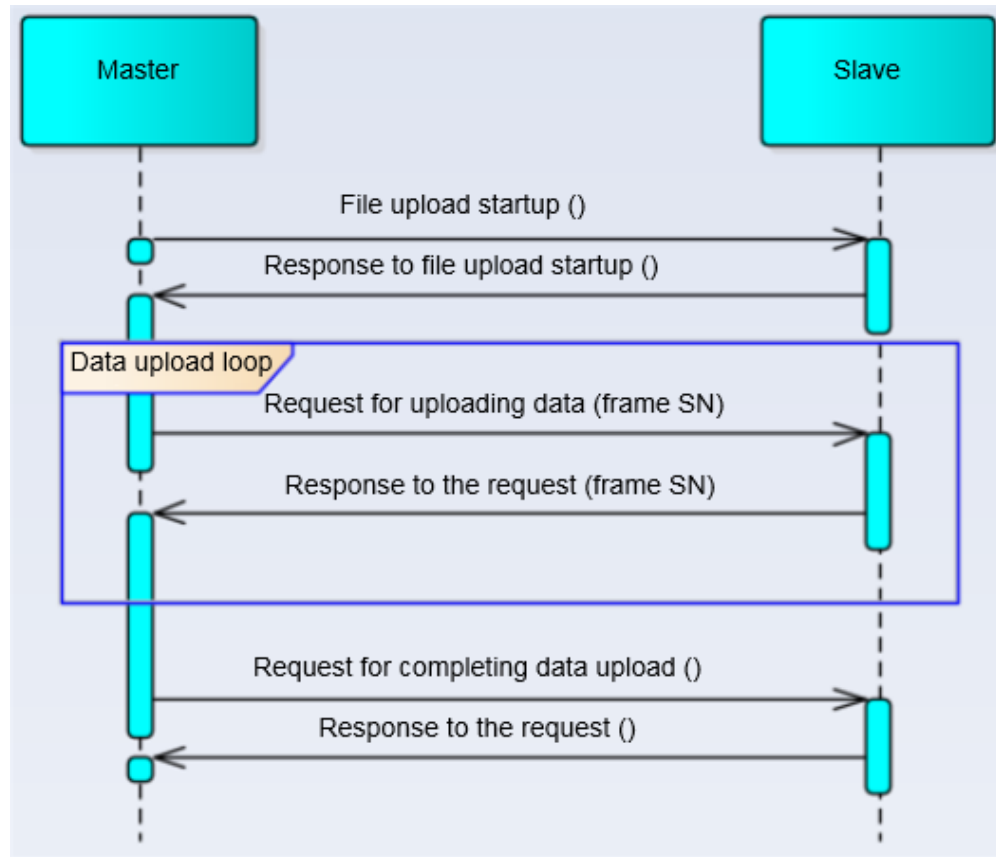 Master
Slave
File upload startup ()
Response to file upload startup ()
Data upload loop
Request for uploading data (frame SN)
Response to the request (frame SN)
Request for completing data upload ()
Response to the request ()